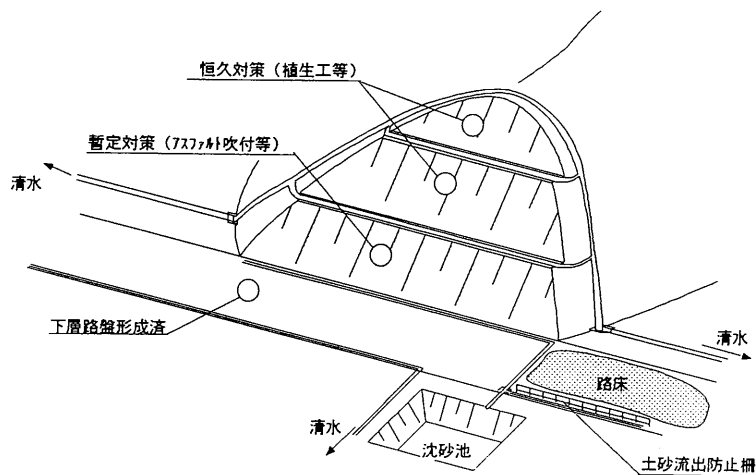 恒久対策（植生工等）
暫定対策（アスファルト吹付等）
清水
下層路盤形成済
清水
路床
清水
沈砂池
土砂流出防止柵